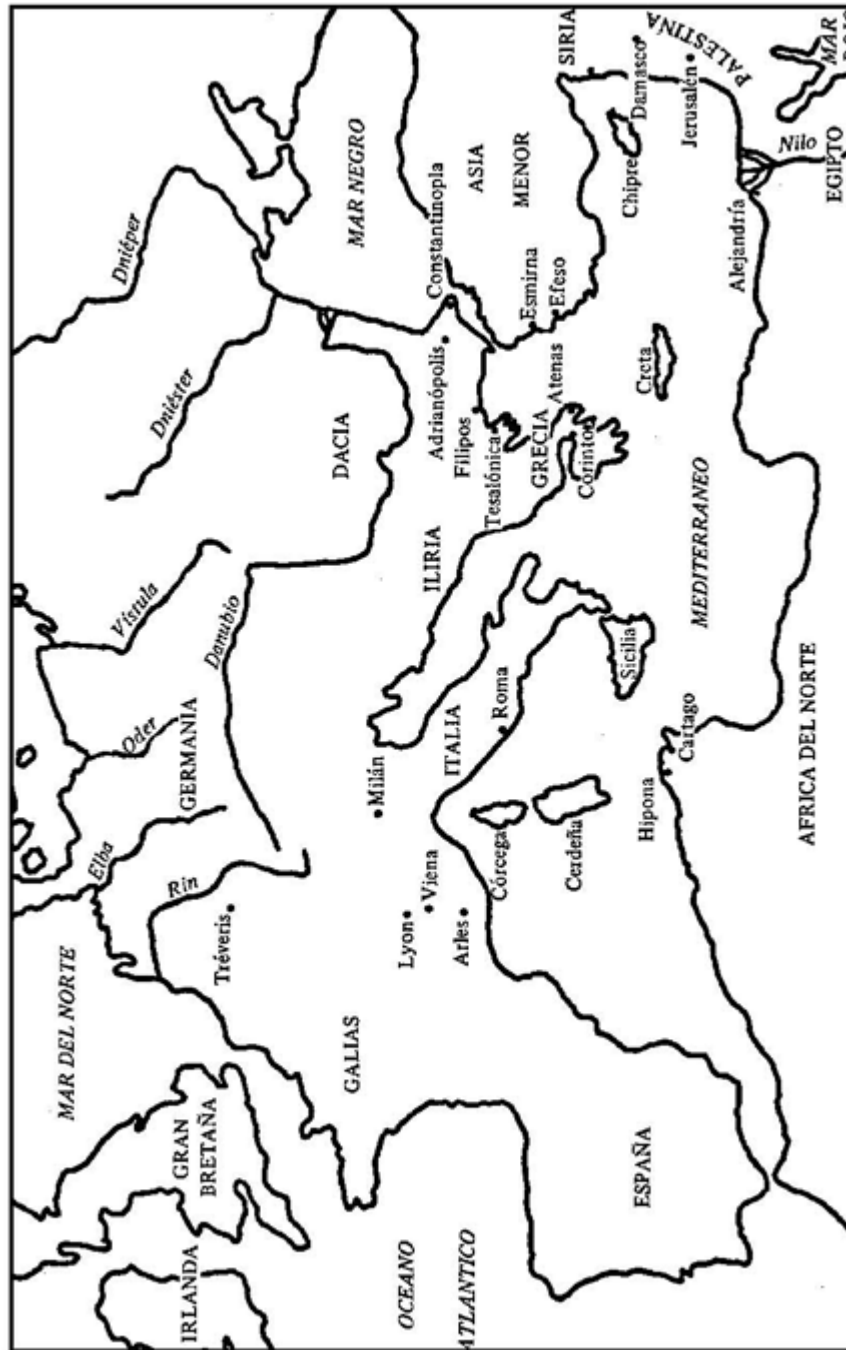 MAR DEL NORTE
IRLANDA
GRAN
BRETAÑA
OCEANO
ATLANTICO
GALIAS
ESPAÑA
Elba
Oder
Vístula
Rin
Tréveris
GERMANIA
Danubio
Dniéster
Dniéper
DACIA
MAR NEGRO
Lyon
Viena
Arles
Milán
ITALIA
Roma
Córcega
Cerdeña
Sicilia
ILIRIA
Adrianópolis
Filipos
Tesalónica
GRECIA
Atenas
Corinto
Constantinopla
ASIA
MENOR
Esmirna
Efeso
Creta
Chipre
SIRIA
Damasco
PALESTINA
Jerusalén
MEDITERRANEO
Hipona
Cartago
AFRICA DEL NORTE
Alejandría
Nilo
EGIPTO
MAR